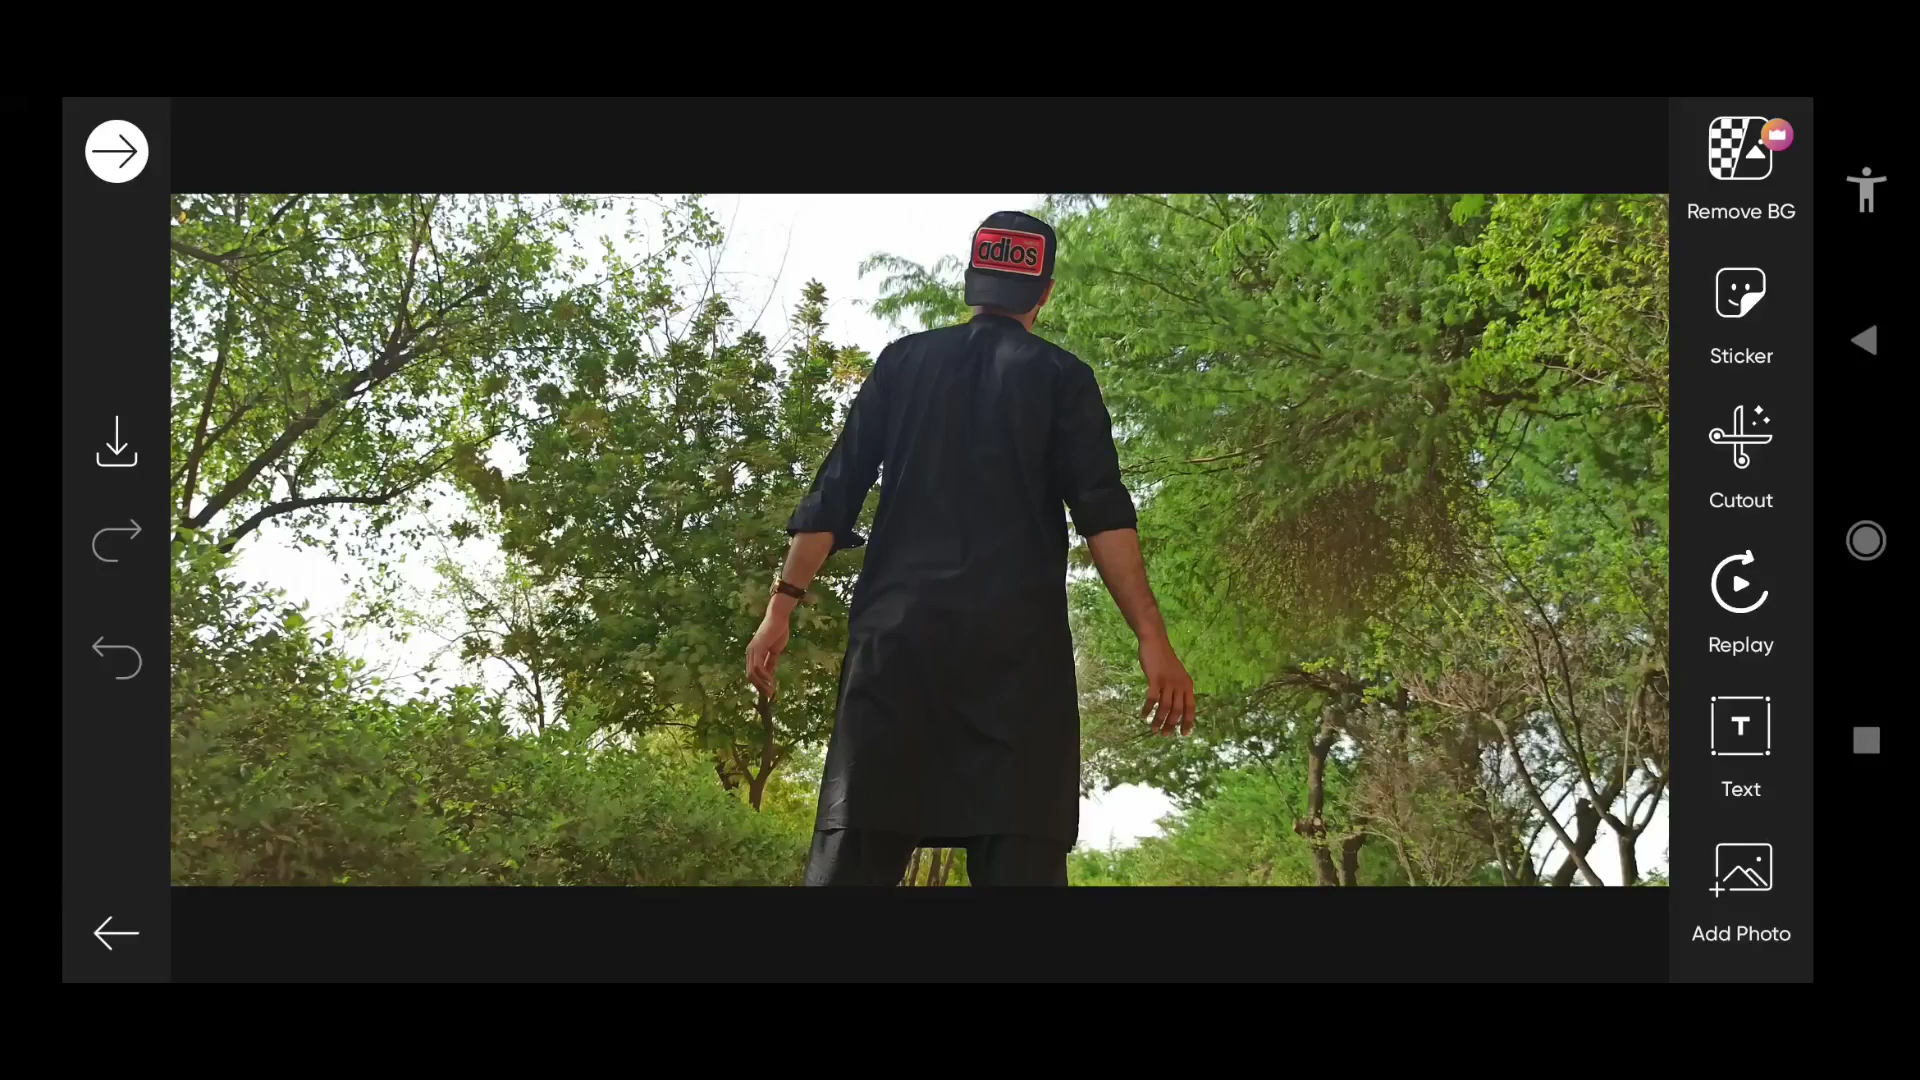 adios
Remove BG
Sticker
Cutout
Replay
T
Text
Add Photo